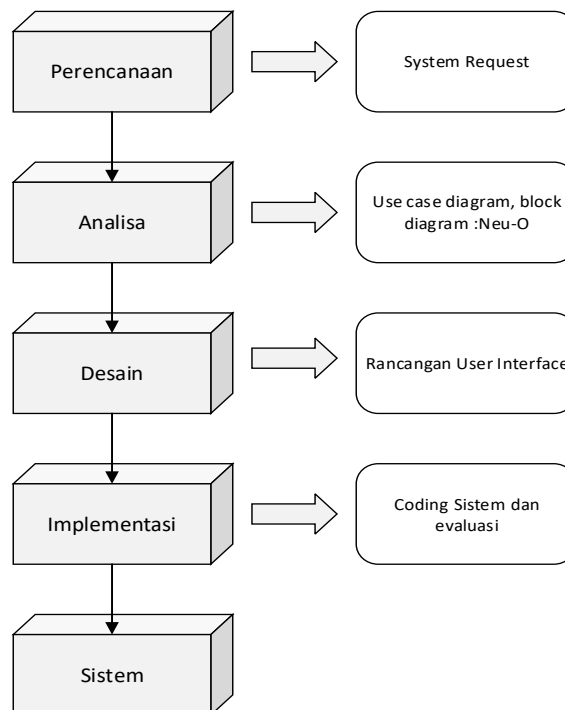 Perencanaan
System Request
Analisa
Use case diagram, block
diagram :Neu-O
Desain
Rancangan User Interface
Implementasi
Coding Sistem dan
evaluasi
Sistem